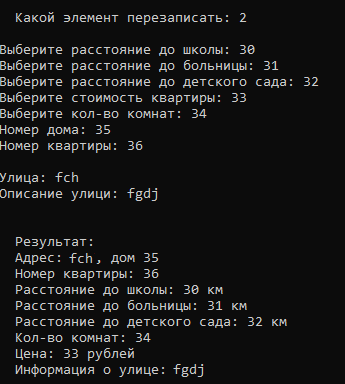 Какой элемент перезаписать: 2
Выберите расстояние до школы: 30
Выберите расстояние до больницы: 31
Выберите расстояние до детского сада: 32
Выберите стоимость квартиры: 33
Выберите кол-во комнат: 34
Номер дома: 35
Номер квартиры: 36
Улица: fch
Описание улици: fgdj
Результат:
Адрес: fch, дом 35
Номер квартиры: 36
Расстояние до школы: 30 км
Расстояние до больницы: 31 км
Расстояние до детского сада: 32 км
Кол-во комнат: 34
Цена: 33 рублей
Информация о улице: fgdj